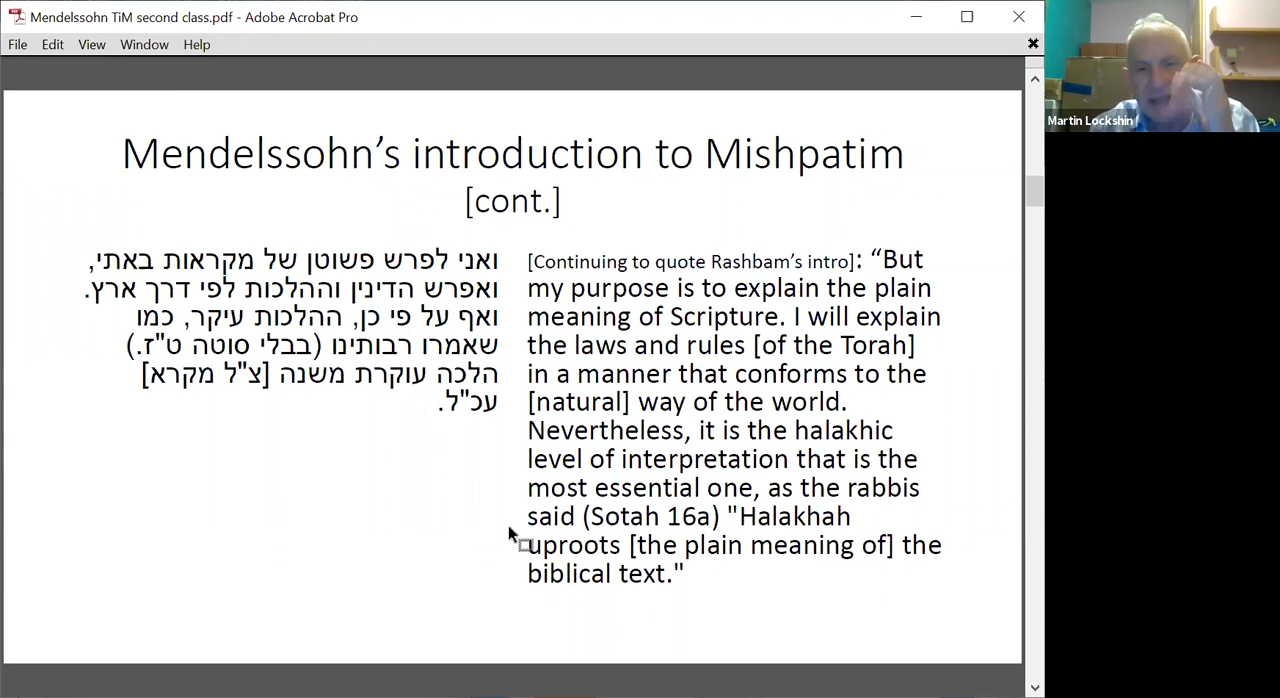 Mendelssohn TiM second class.pdf - Adobe Acrobat Pro
File Edit View Window Help
Martin Lockshin
Mendelssohn’s introduction to Mishpatim
[cont.]
ואני לפרש פשוטן של מקראות באתי,
ואפרש הדינין וההלכות לפי דרך ארץ.
ואף על פי כן, ההלכות עיקר, כמו
שאמרו רבותינו (בבלי סוטה ט"ז.)
הלכה עוקרת משנה [צ"ל מקרא]
עכ"ל.
[Continuing to quote Rashbam’s intro]: “But
my purpose is to explain the plain
meaning of Scripture. I will explain
the laws and rules [of the Torah]
in a manner that conforms to the
[natural] way of the world.
Nevertheless, it is the halakhic
level of interpretation that is the
most essential one, as the rabbis
said (Sotah 16a) "Halakhah
uproots [the plain meaning of] the
biblical text."